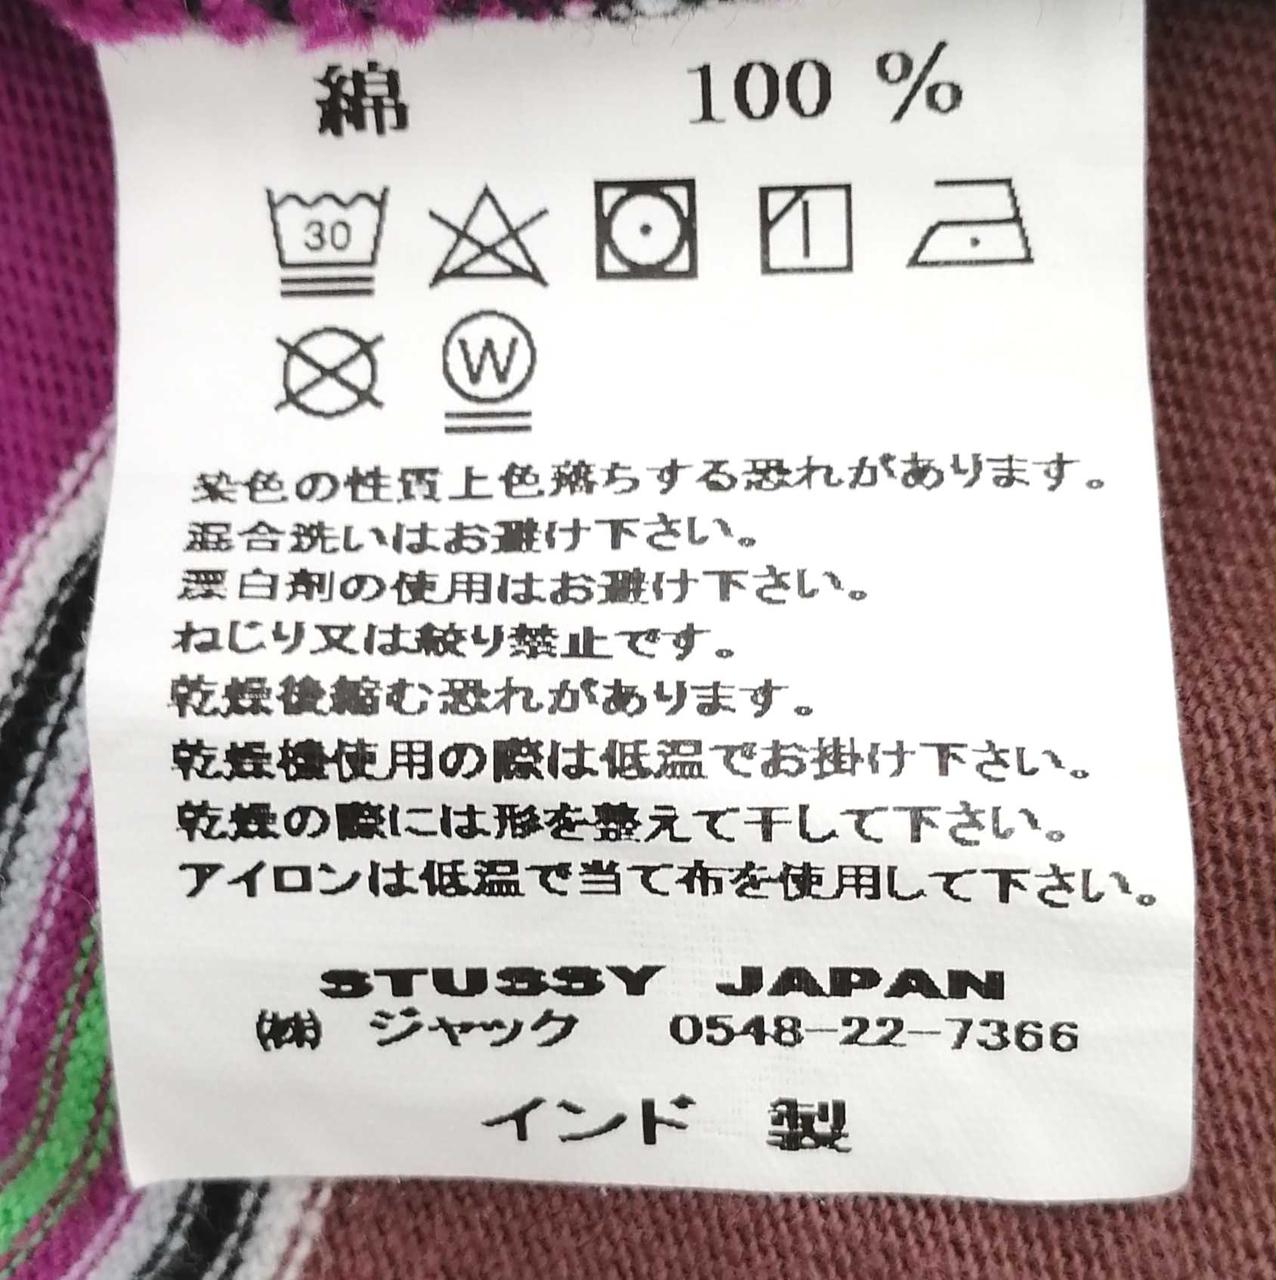 綿 100 %
30
W
染色の性質上色落ちする恐れがあります。
混合洗いはお避け下さい。
漂白剤の使用はお避け下さい。
ねじり又は絞り禁止です。
乾燥後縮む恐れがあります。
乾燥機使用の際は低温でお掛け下さい。
乾燥の際には形を整えて干して下さい。
アイロンは低温で当て布を使用して下さい。
STUSSY JAPAN
㈱ ジャック 0548-22-7366
インド 製